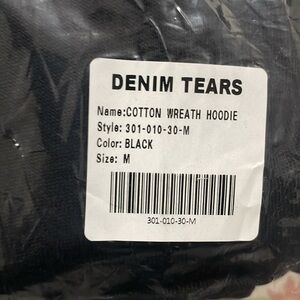 DENIM TEARS
Name:COTTON WREATH HOODIE
Style: 301-010-30-M
Color: BLACK
Size: M
301-010-30-M